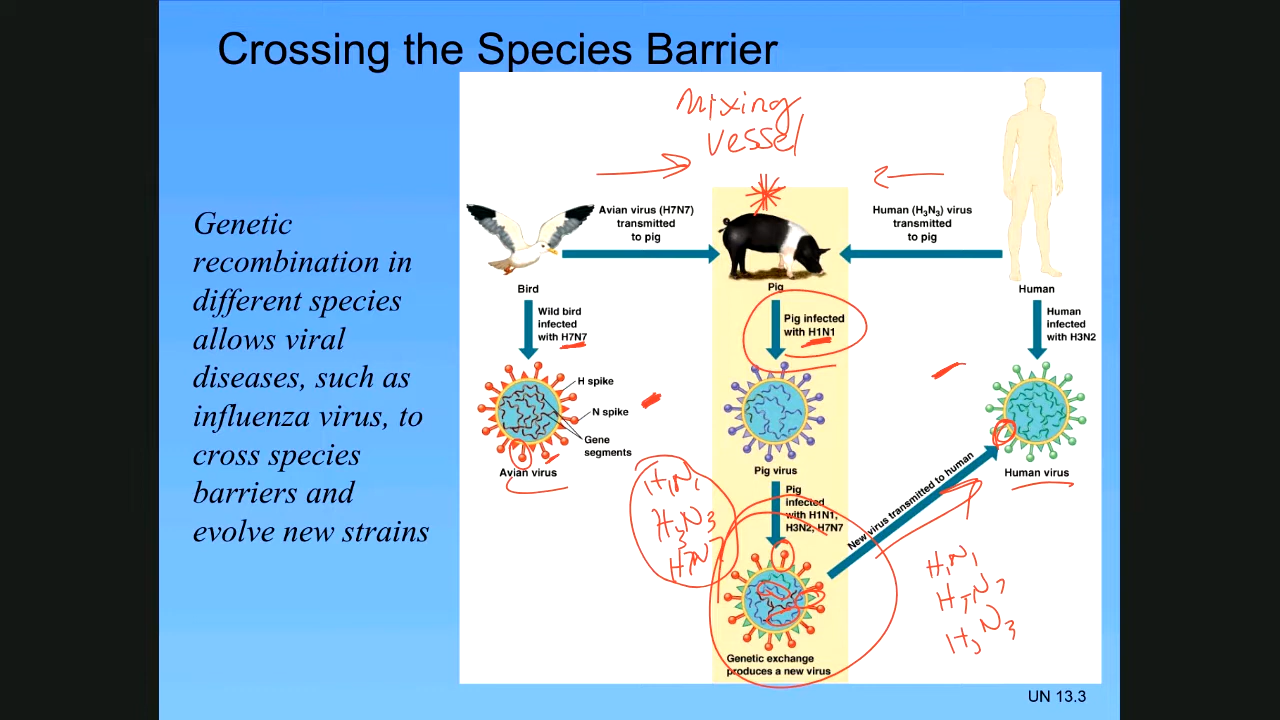 Crossing the Species Barrier
Genetic
recombination in
different species
allows viral
diseases, such as
influenza virus, to
cross species
barriers and
evolve new strains
mixing
vessel
Avian virus (H7N7)
transmitted
to pig
Human (H₃N₃) virus
transmitted
to pig
Bird
Pig
Human
Wild bird
infected
with H7N7
Pig infected
with H1N1
Human
infected
with H3N2
H spike
N spike
Gene
segments
Avian virus
Pig virus
Human virus
Pig
infected
with H1N1,
H3N2, H7N7
New virus transmitted to human
H₁N₁
H₃N₃
H7N7
H₁N₁
H₃N₃
Genetic exchange
produces a new virus
UN 13.3